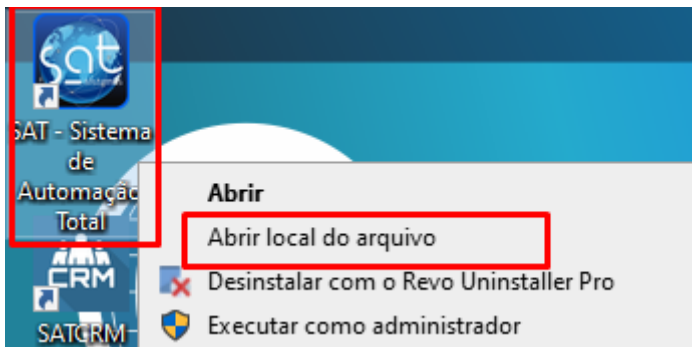 sat
SAT - Sistema
de
Automação
Total
CRM
SATCRM
Abrir
Abrir local do arquivo
Desinstalar com o Revo Uninstaller Pro
Executar como administrador